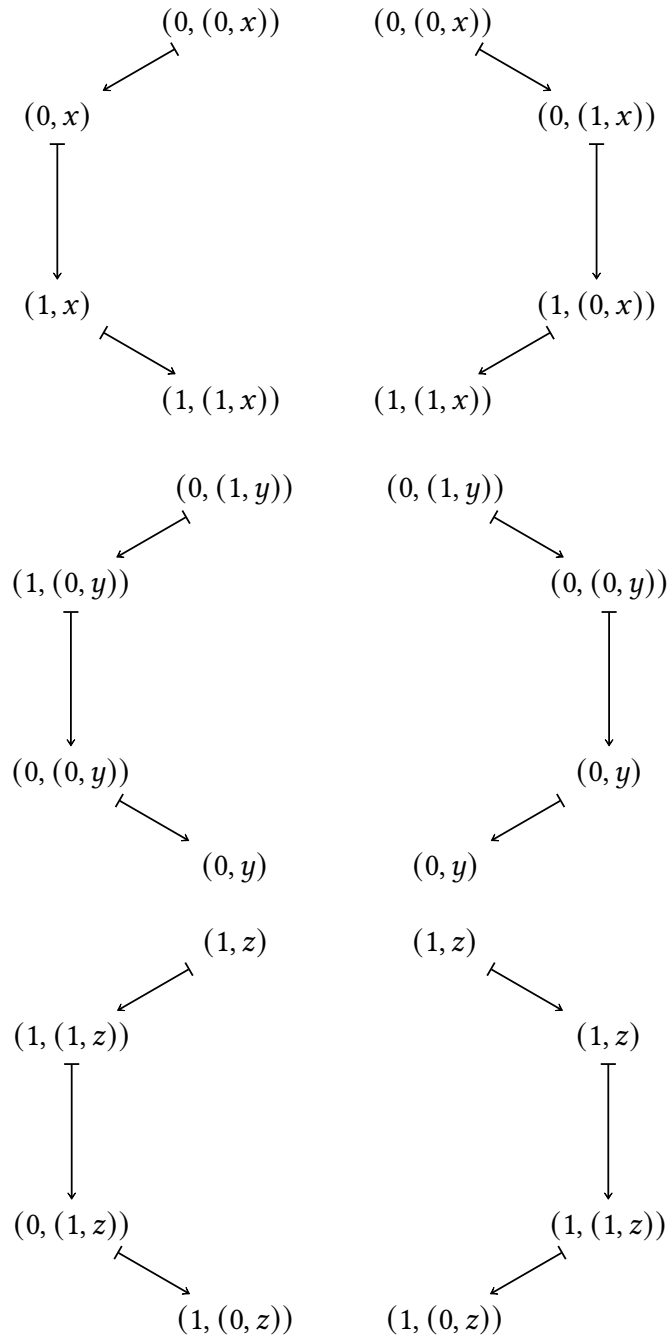 (0, (0, x)) (0, (0, x))
(0, x) (0, (1, x))
(1, x) (1, (0, x))
(1, (1, x)) (1, (1, x))
(0, (1, y)) (0, (1, y))
(1, (0, y)) (0, (0, y))
(0, (0, y)) (0, y)
(0, y) (0, y)
(1, z) (1, z)
(1, (1, z)) (1, z)
(0, (1, z)) (1, (1, z))
(1, (0, z)) (1, (0, z))